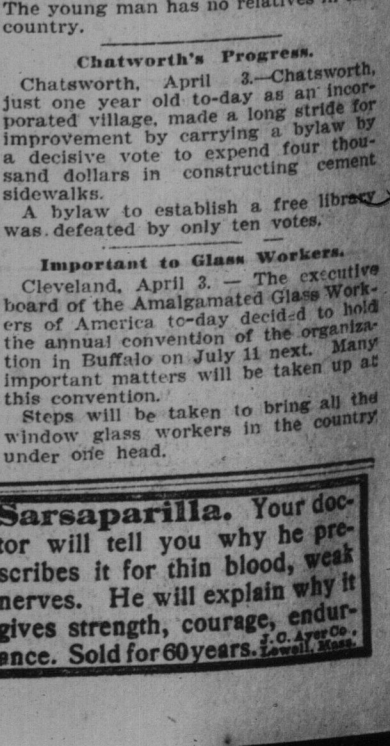 The young man has no relatives in
country.
Chatworth's Progress.
Chatsworth, April 3.—Chatsworth,
just one year old to-day as an incor-
porated village, made a long stride for
improvement by carrying a bylaw by
a decisive vote to expend four thou-
sand dollars in constructing cement
sidewalks.
A bylaw to establish a free library
was defeated by only ten votes.
Important to Glass Workers.
Cleveland, April 3. — The executive
board of the Amalgamated Glass Work-
ers of America to-day decided to hold
the annual convention of the organiza-
tion in Buffalo on July 11 next. Many
important matters will be taken up at
this convention.
Steps will be taken to bring all the
window glass workers in the country
under one head.
Sarsaparilla. Your doc-
tor will tell you why he pre-
scribes it for thin blood, weak
nerves. He will explain why it
gives strength, courage, endur-
ance. Sold for 60 years. J. C. Ayer Co.,
Lowell, Mass.